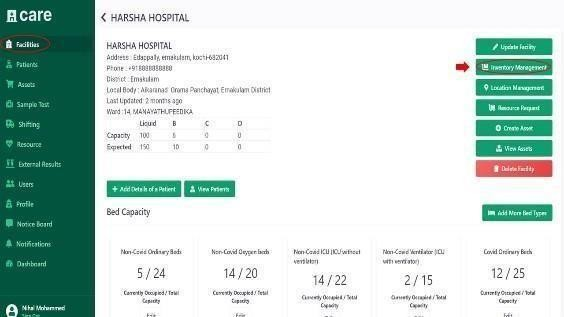 care
Facilities
Patients
Assets
Sample Test
Shifting
Resource
External Results
Users
Profile
Notice Board
Notifications
Dashboard
Nihal Mohammed
HARSHA HOSPITAL
HARSHA HOSPITAL
Address : Edappally, ernakulam, kochi-682041
Phone : +918888888888
District : Ernakulam
Local Body : Aikaranad Grama Panchayat, Ernakulam District
Last Updated: 2 months ago
Ward :14, MANAYATHUPEEDIKA
Liquid B C D
Capacity 100 6 0 0
Expected 150 10 0 0
+ Add Details of a Patient
View Patients
Update Facility
Inventory Management
Location Management
Resource Request
Create Asset
View Assets
Delete Facility
Bed Capacity
Add More Bed Types
Non-Covid Ordinary Beds
5 / 24
Currently Occupied / Total
Capacity
Edit
Non-Covid Oxygen beds
14 / 20
Currently Occupied / Total
Capacity
Edit
Non-Covid ICU (ICU without
ventilator)
14 / 22
Currently Occupied / Total
Capacity
Non-Covid Ventilator (ICU
with ventilator)
2 / 15
Currently Occupied / Total
Capacity
Covid Ordinary Beds
12 / 25
Currently Occupied / Total
Capacity
Edit